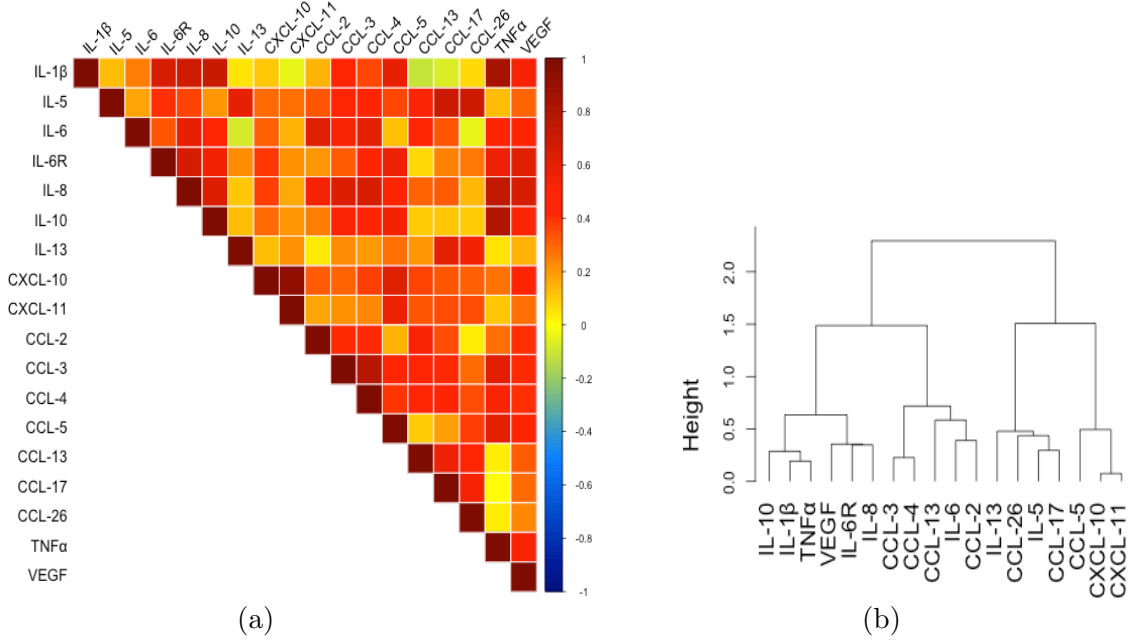 IL-1β IL-5 IL-6 IL-6R IL-8 IL-10 IL-13 CXCL-10 CXCL-11 CCL-2 CCL-3 CCL-4 CCL-5 CCL-13 CCL-17 CCL-26 TNFα VEGF
IL-1β
IL-5
IL-6
IL-6R
IL-8
IL-10
IL-13
CXCL-10
CXCL-11
CCL-2
CCL-3
CCL-4
CCL-5
CCL-13
CCL-17
CCL-26
TNFα
VEGF
1
0.8
0.6
0.4
0.2
0
-0.2
-0.4
-0.6
-0.8
-1
(a)
Height
2.0
1.5
1.0
0.5
0.0
IL-10 IL-1β TNFα VEGF IL-6R IL-8 CCL-3 CCL-4 CCL-13 IL-6 CCL-2 IL-13 CCL-26 IL-5 CCL-17 CCL-5 CXCL-10 CXCL-11
(b)